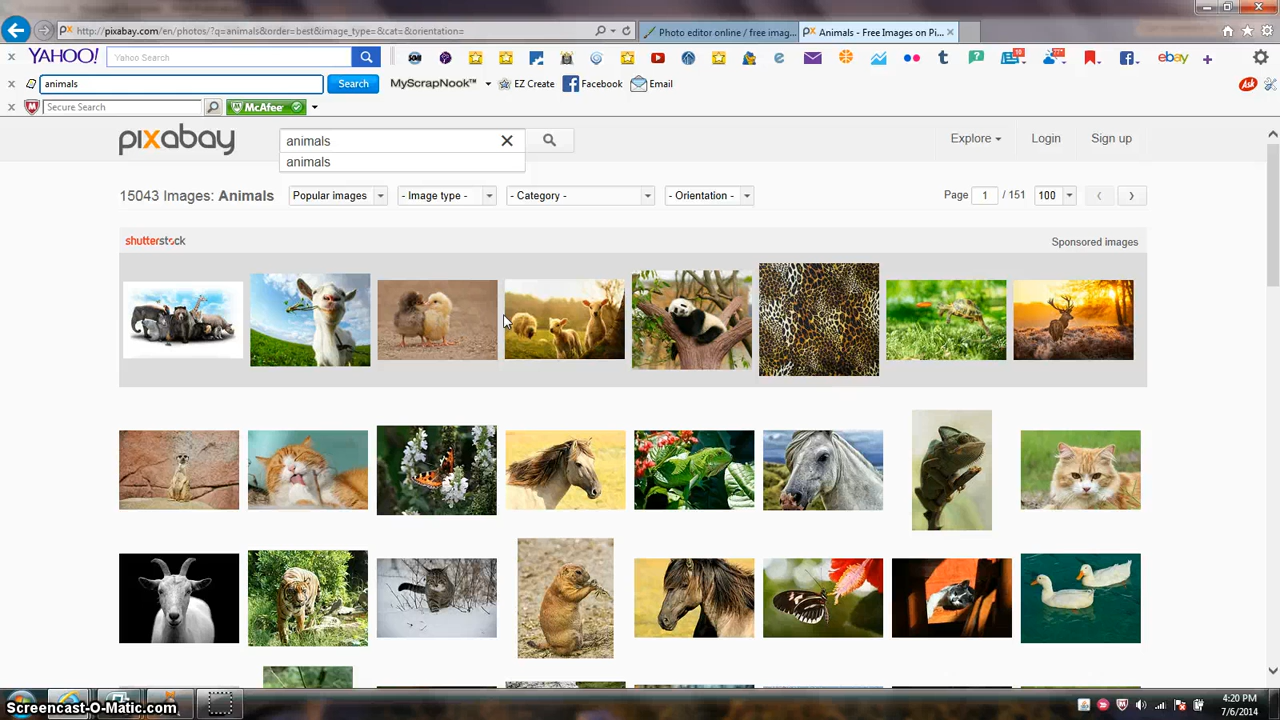 http://pixabay.com/en/photos/?q=animals&order=best&image_type=&cat=&orientation=
Photo editor online / free imag...
Animals - Free Images on Pi...
YAHOO!
Yahoo Search
animals
Search
MyScrapNook
EZ Create
Facebook
Email
ebay
Ask
Secure Search
McAfee
pixabay
animals
Explore
Login
Sign up
animals
15043 Images: Animals
Popular images
- Image type -
- Category -
- Orientation -
Page
1
/ 151
100
shutterstock
Sponsored images
4:20 PM
Screencast-O-Matic.com
7/6/2014